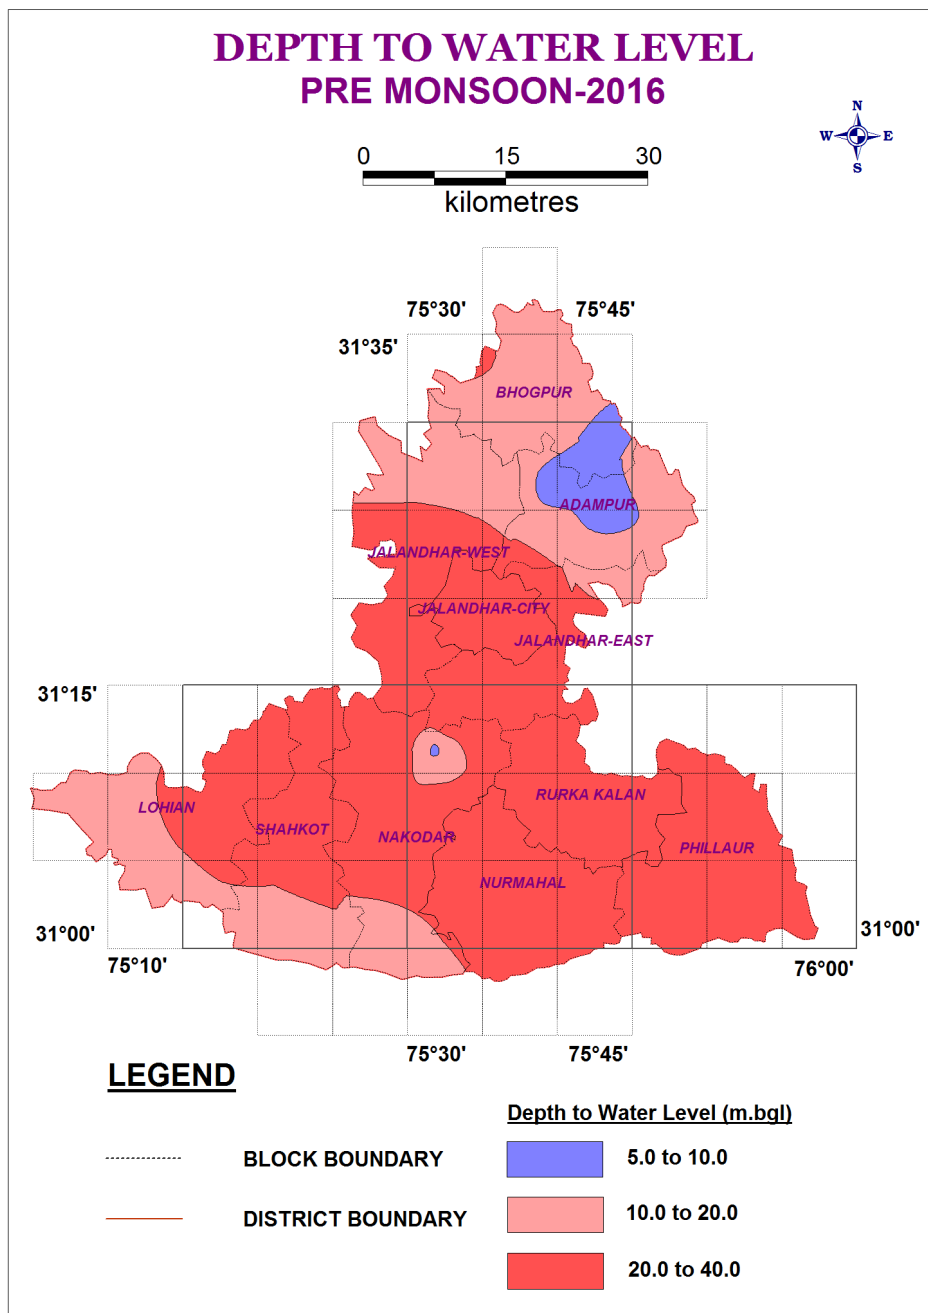 DEPTH TO WATER LEVEL
PRE MONSOON-2016
N
W E
S
0 15 30
kilometres
75°30' 75°45'
31°35'
BHOGPUR
ADAMPUR
JALANDHAR-WEST
JALANDHAR-CITY
JALANDHAR-EAST
31°15'
RURKA KALAN
LOHIAN
SHAHKOT
NAKODAR
PHILLAUR
NURMAHAL
31°00' 31°00'
75°10' 76°00'
75°30' 75°45'
LEGEND
BLOCK BOUNDARY
DISTRICT BOUNDARY
Depth to Water Level (m.bgl)
5.0 to 10.0
10.0 to 20.0
20.0 to 40.0